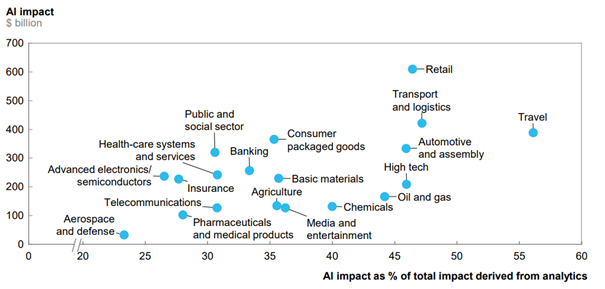 AI impact
$ billion
700
600
500
400
300
200
100
0
Retail
Transport
and logistics
Travel
Public and
social sector
Consumer
packaged goods
Health-care systems
and services
Banking
Automotive
and assembly
Advanced electronics/
semiconductors
Insurance
Basic materials
High tech
Agriculture
Telecommunications
Chemicals
Oil and gas
Aerospace
and defense
Pharmaceuticals
and medical products
Media and
entertainment
0 20 25 30 35 40 45 50 55 60
AI impact as % of total impact derived from analytics